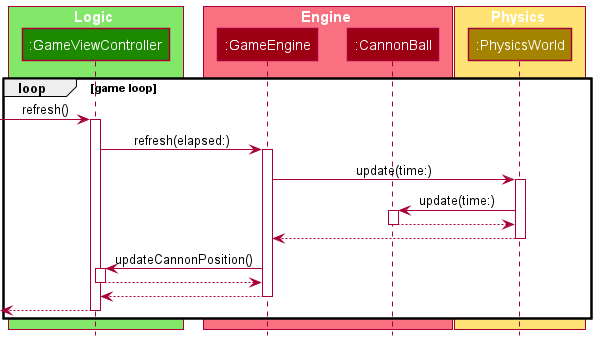 Logic Engine Physics
:GameViewController :GameEngine :CannonBall :PhysicsWorld
loop [game loop]
refresh()
refresh(elapsed:)
update(time:)
update(time:)
updateCannonPosition()